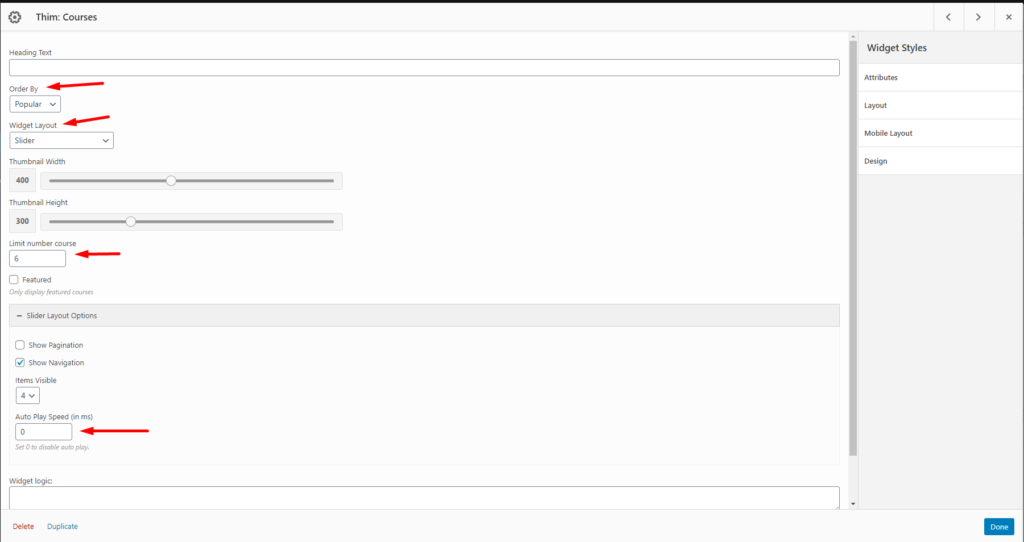 Thim: Courses
Heading Text
Order By
Popular
Widget Layout
Slider
Thumbnail Width
400
Thumbnail Height
300
Limit number course
6
Featured
Only display featured courses
Slider Layout Options
Show Pagination
Show Navigation
Items Visible
4
Auto Play Speed (in ms)
0
Set 0 to disable auto play.
Widget logic:
Delete Duplicate
Widget Styles
Attributes
Layout
Mobile Layout
Design
Done